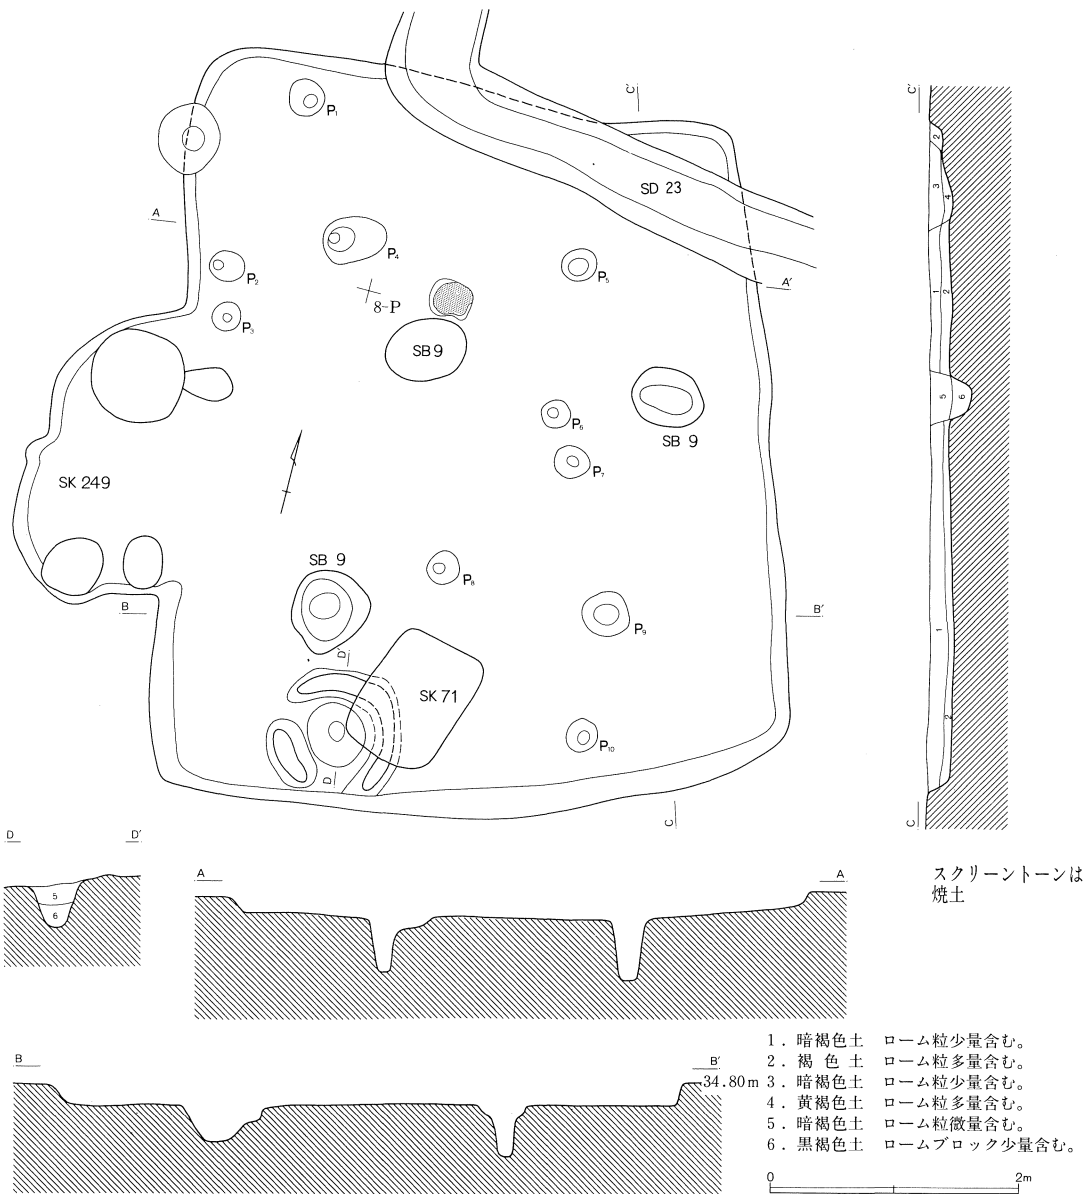 C′
C′
P1
SD 23
A
P4
P5
P2
A′
8-P
P3
SB 9
P6
SB 9
P7
SK 249
SB 9
P8
B
B′
P9
D′
SK 71
P10
D
C
C
D
D′
A
A
スクリーントーンは
焼土
5
6
B
B′
34.80m
1．暗褐色土　ローム粒少量含む。
2．褐 色 土　ローム粒多量含む。
3．暗褐色土　ローム粒少量含む。
4．黄褐色土　ローム粒多量含む。
5．暗褐色土　ローム粒微量含む。
6．黒褐色土　ロームブロック少量含む。
0
2m
2
3
4
1
2
5
6
1
2